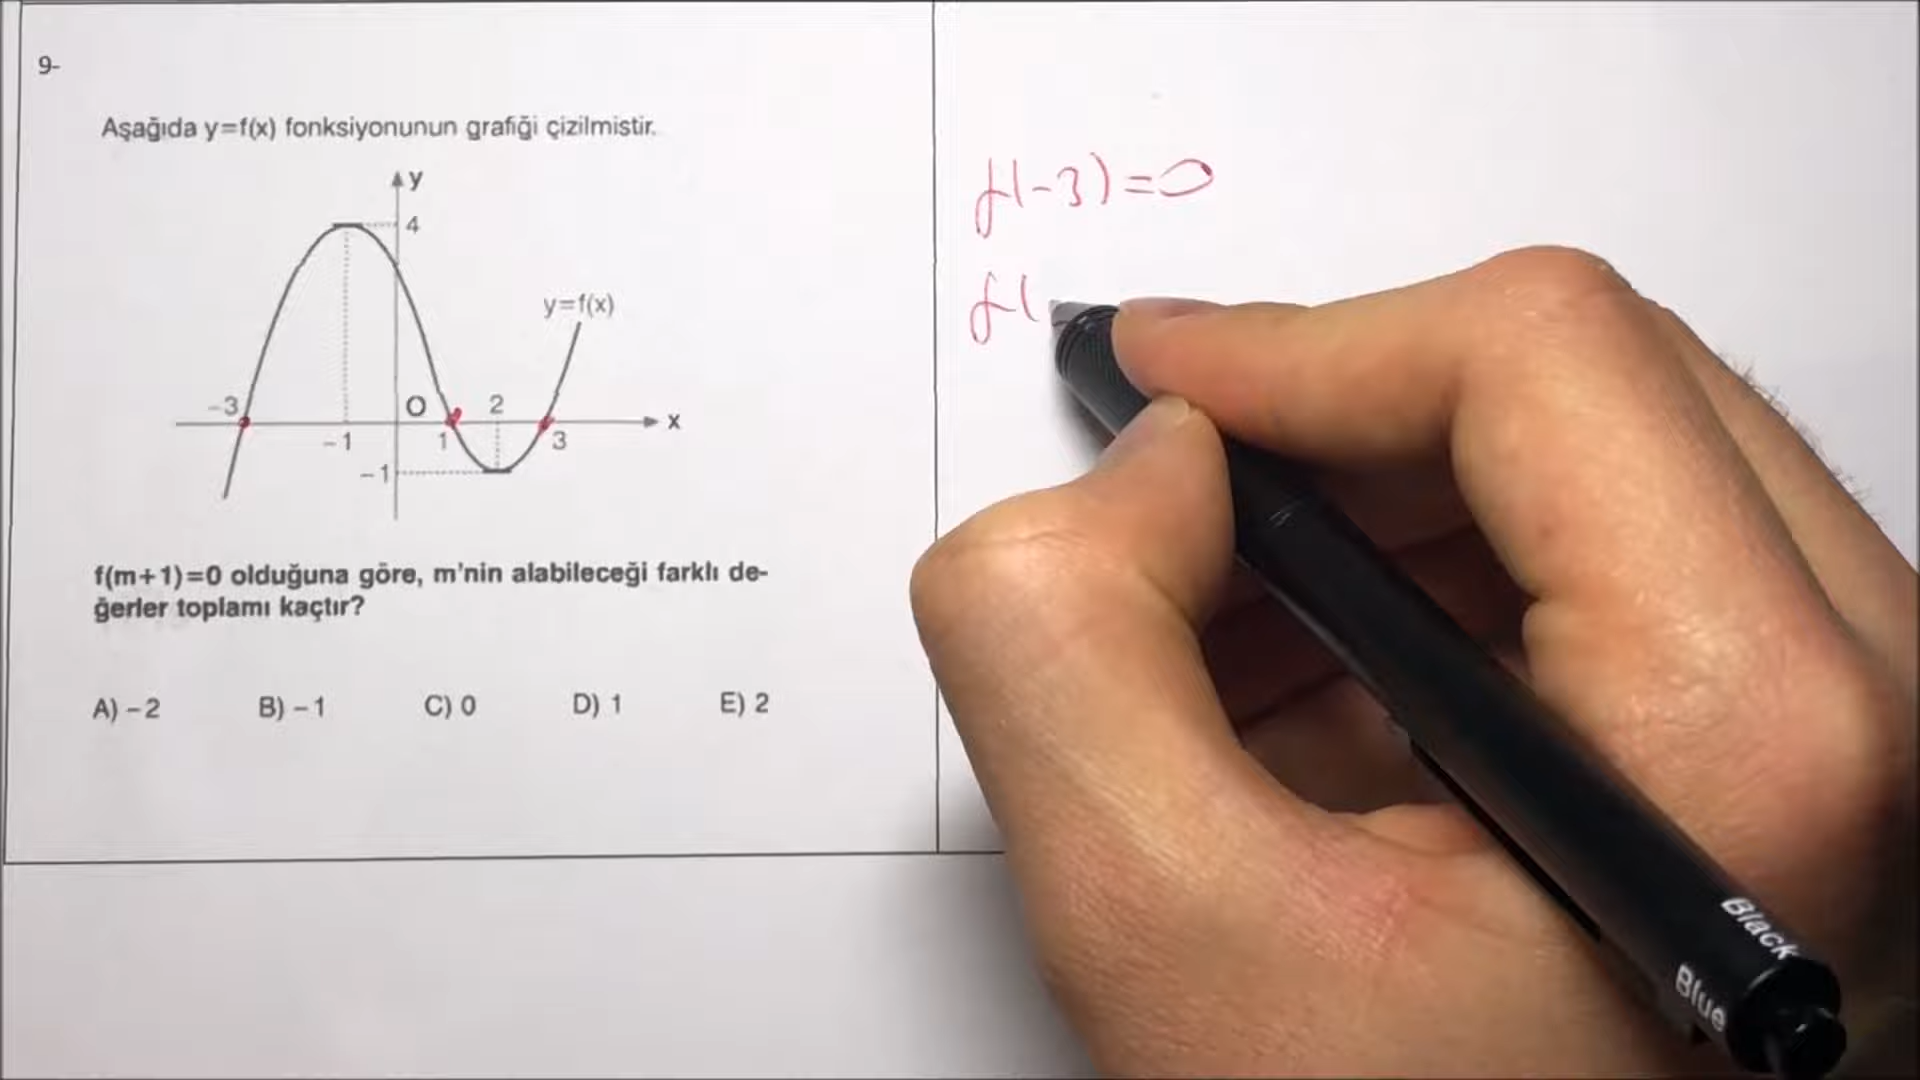 9-
Aşağıda y=f(x) fonksiyonunun grafiği çizilmistir.
y
4
y=f(x)
-3
O
2
x
-1
1
3
-1
f(m+1)=0 olduğuna göre, m'nin alabileceği farklı de-
ğerler toplamı kaçtır?
A) -2 B) -1 C) 0 D) 1 E) 2
f(-3)=0
f(
Black
Blue